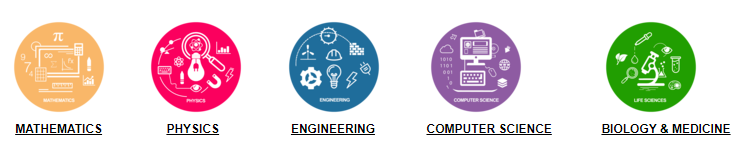 MATHEMATICS
PHYSICS
ENGINEERING
COMPUTER SCIENCE
LIFE SCIENCES
MATHEMATICS
PHYSICS
ENGINEERING
COMPUTER SCIENCE
BIOLOGY & MEDICINE